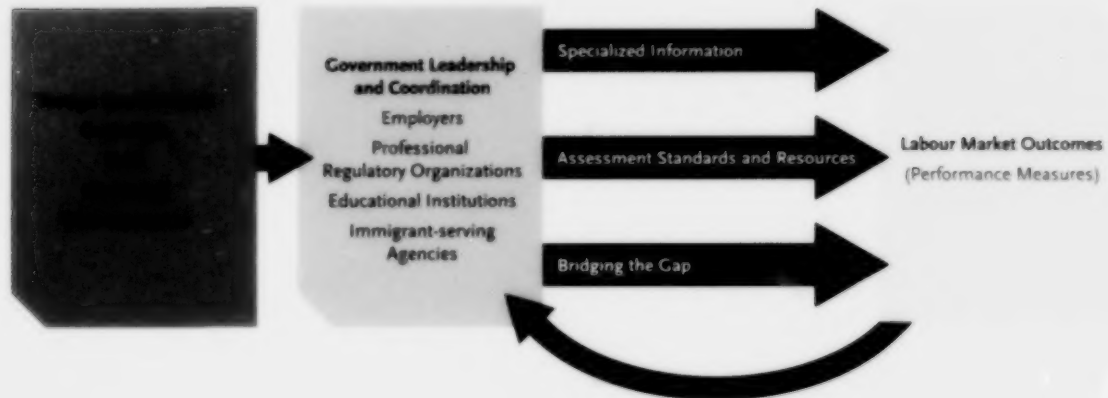 Government Leadership
and Coordination
Employers
Professional
Regulatory Organizations
Educational Institutions
Immigrant-serving
Agencies
Specialized Information
Assessment Standards and Resources
Bridging the Gap
Labour Market Outcomes
(Performance Measures)